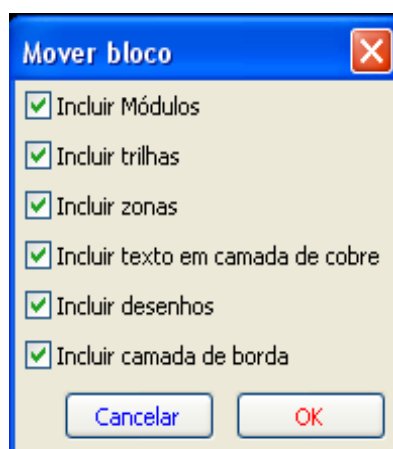 Mover bloco
Incluir Módulos
Incluir trilhas
Incluir zonas
Incluir texto em camada de cobre
Incluir desenhos
Incluir camada de borda
Cancelar OK